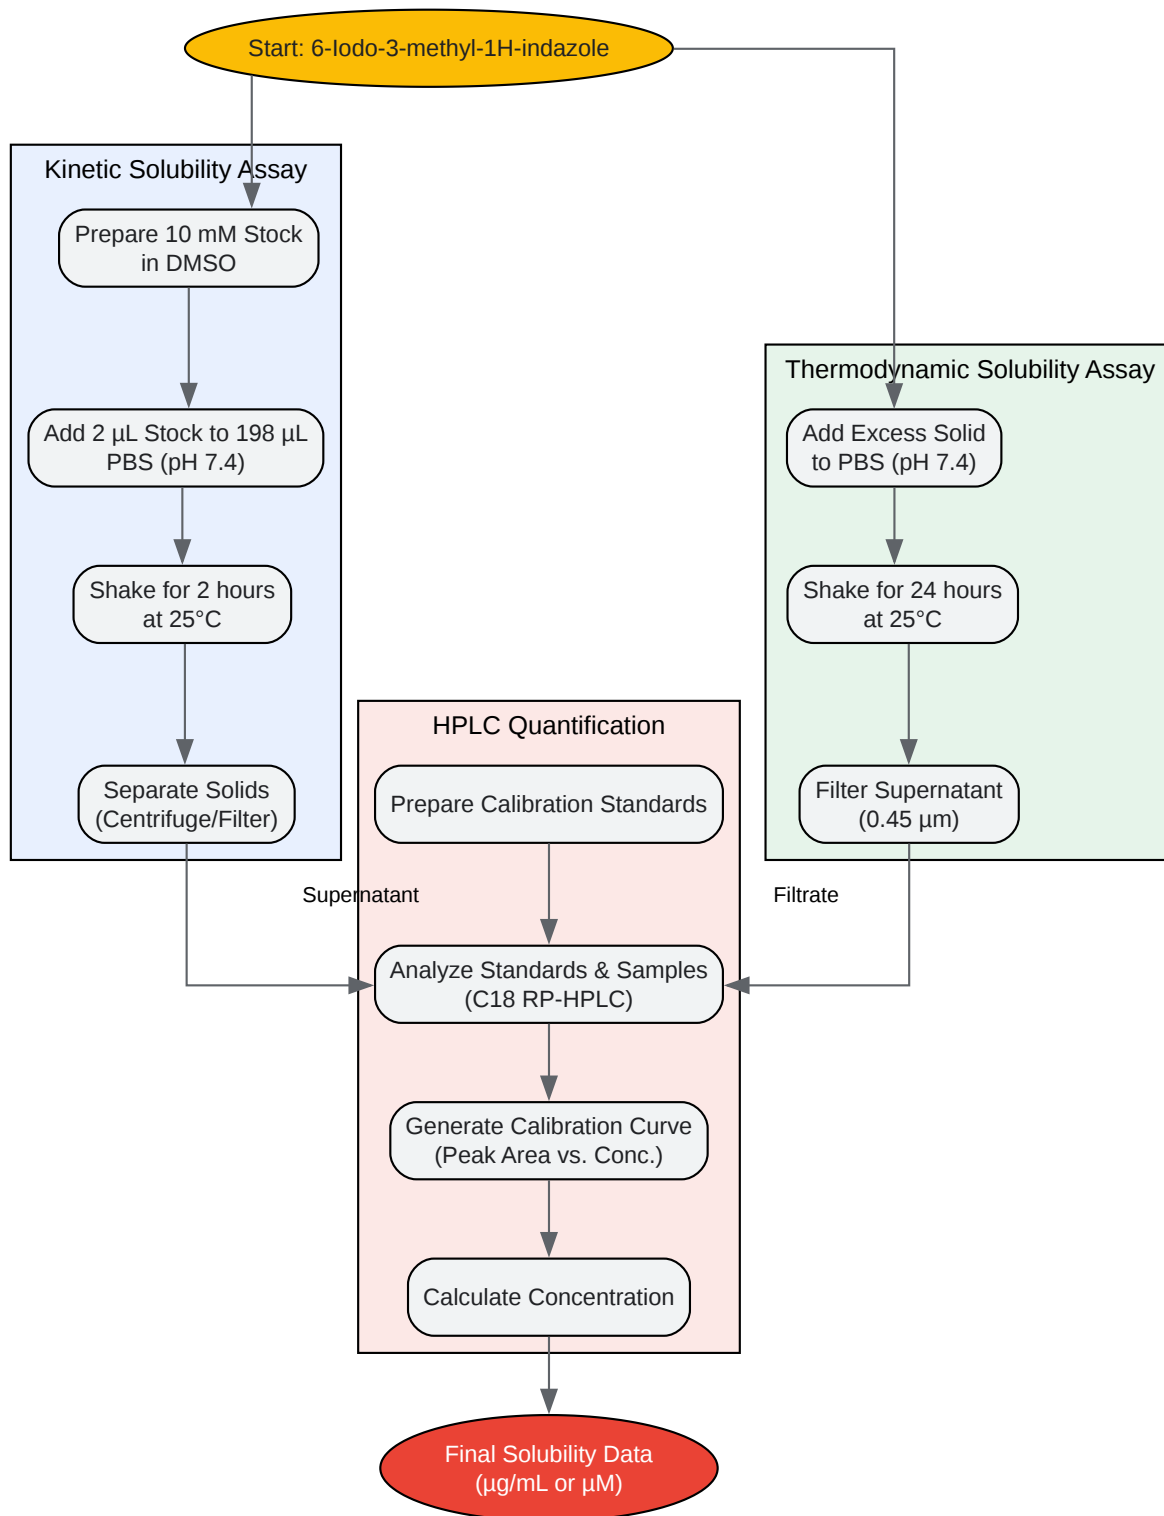 Start: 6-Iodo-3-methyl-1H-indazole
Kinetic Solubility Assay
Prepare 10 mM Stock
in DMSO
Add 2 µL Stock to 198 µL
PBS (pH 7.4)
Shake for 2 hours
at 25°C
Separate Solids
(Centrifuge/Filter)
Supernatant
Thermodynamic Solubility Assay
Add Excess Solid
to PBS (pH 7.4)
Shake for 24 hours
at 25°C
Filter Supernatant
(0.45 µm)
Filtrate
HPLC Quantification
Prepare Calibration Standards
Analyze Standards & Samples
(C18 RP-HPLC)
Generate Calibration Curve
(Peak Area vs. Conc.)
Calculate Concentration
Final Solubility Data
(µg/mL or µM)